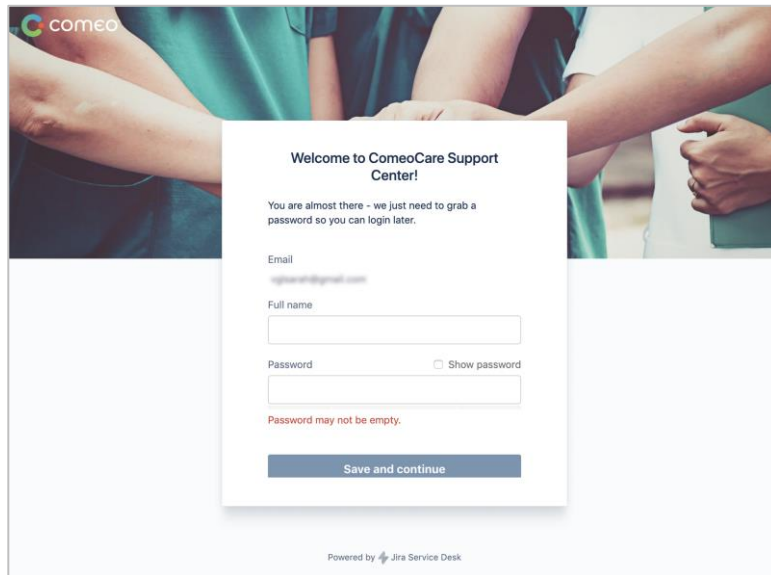 comeo
Welcome to ComeoCare Support
Center!
You are almost there - we just need to grab a
password so you can login later.
Email
Full name
Password
Show password
Password may not be empty.
Save and continue
Powered by Jira Service Desk